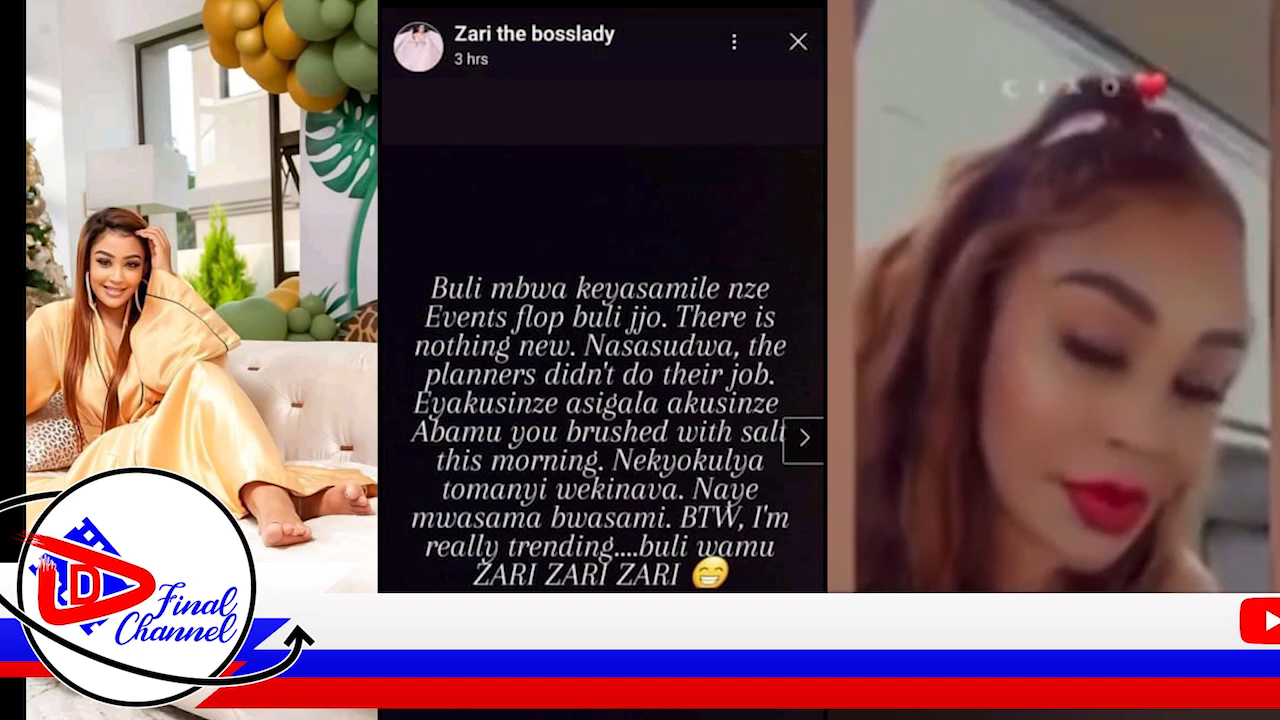 Zari the bosslady
3 hrs
CIAO
Buli mbwa keyasamile nze
Events flop buli jjo. There is
nothing new. Nasasudwa, the
planners didn't do their job.
Eyakusinze asigala akusinze
Abamu you brushed with salt
this morning. Nekyokulya
tomanyi wekinava. Naye
mwasama bwasami. BTW, I'm
really trending....buli wamu
ZARI ZARI ZARI 😁
D
Final
Channel